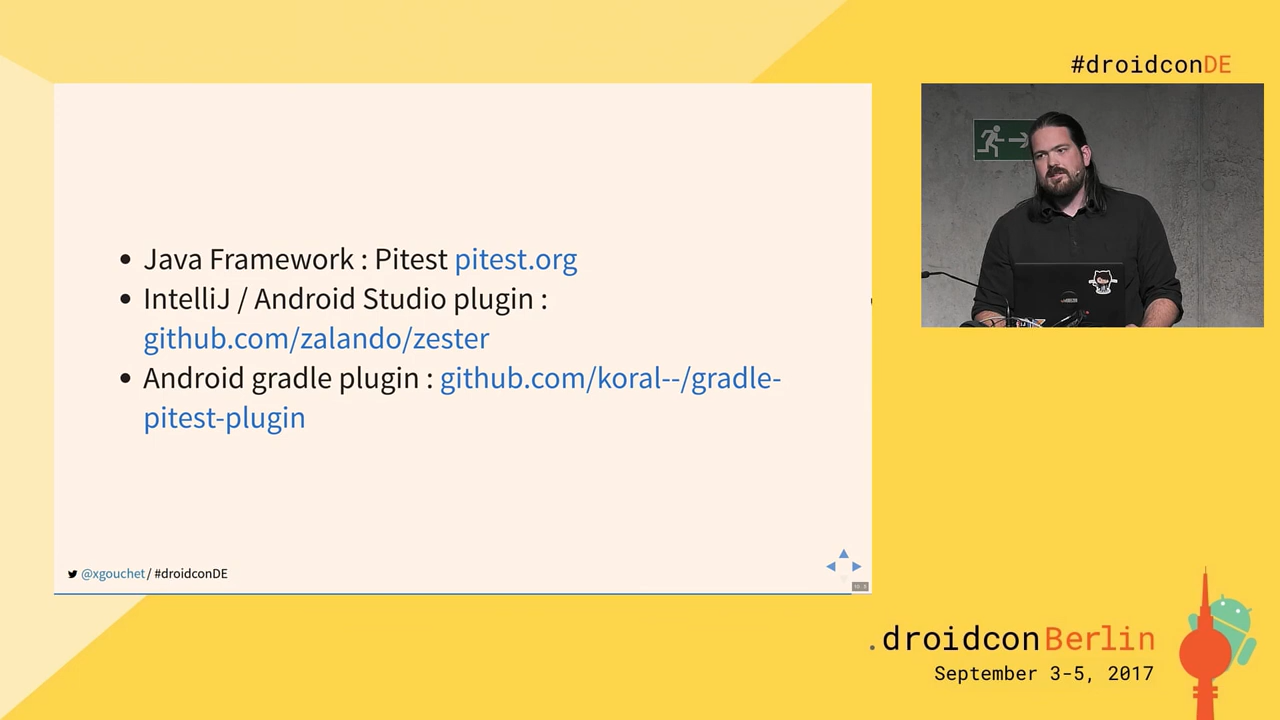 #droidconDE
• Java Framework : Pitest pitest.org
• IntelliJ / Android Studio plugin :
github.com/zalando/zester
• Android gradle plugin : github.com/koral--/gradle-
pitest-plugin
@xgouchet / #droidconDE
.droidconBerlin
September 3-5, 2017